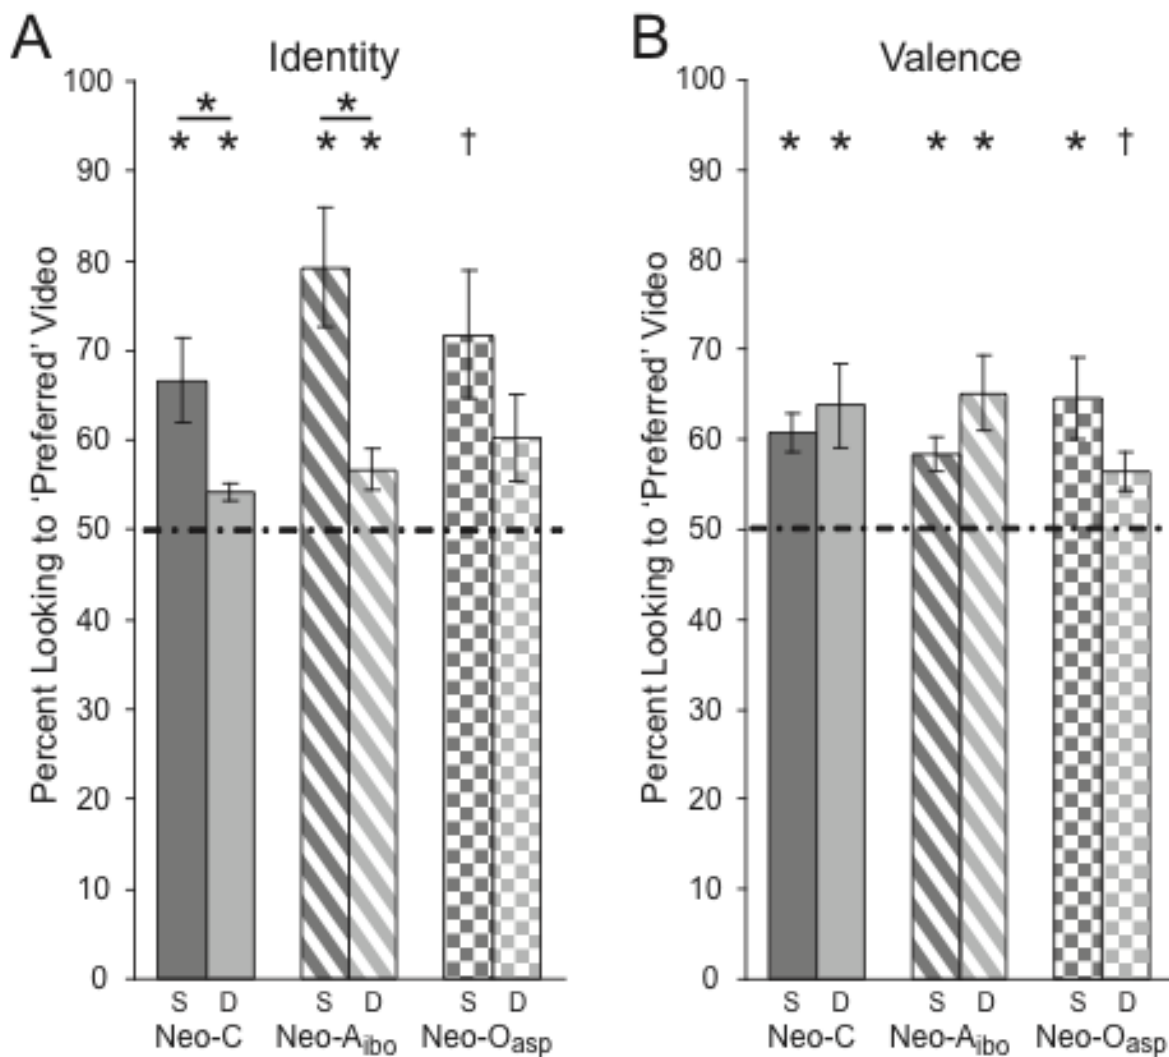 A
Identity
Percent Looking to 'Preferred' Video
100
90
80
70
60
50
40
30
20
10
0
* *
* * * * †
S D S D S D
Neo-C Neo-Aibo Neo-Oasp
B
Valence
Percent Looking to 'Preferred' Video
100
90
80
70
60
50
40
30
20
10
0
* * * * * †
S D S D S D
Neo-C Neo-Aibo Neo-Oasp